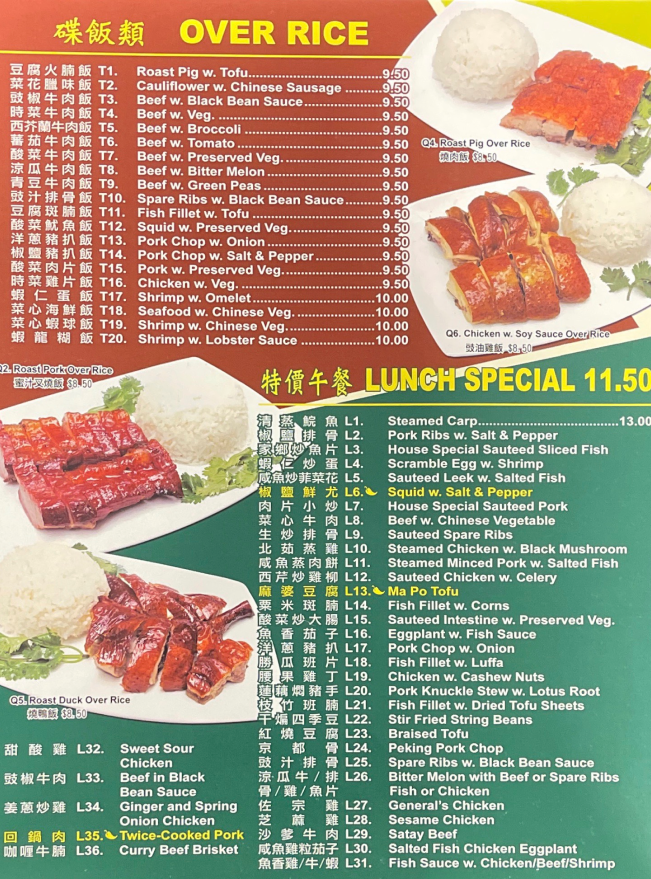 碟飯類 OVER RICE
豆腐火腩飯 T1. Roast Pig w. Tofu 9.50
菜花臘味飯 T2. Cauliflower w. Chinese Sausage 9.50
豉椒牛肉飯 T3. Beef w. Black Bean Sauce 9.50
時菜牛肉飯 T4. Beef w. Veg. 9.50
西芥蘭牛肉飯 T5. Beef w. Broccoli 9.50
蕃茄牛肉飯 T6. Beef w. Tomato 9.50
酸菜牛肉飯 T7. Beef w. Preserved Veg. 9.50
涼瓜牛肉飯 T8. Beef w. Bitter Melon 9.50
青豆牛肉飯 T9. Beef w. Green Peas 9.50
豉汁排骨飯 T10. Spare Ribs w. Black Bean Sauce 9.50
豆腐斑腩飯 T11. Fish Fillet w. Tofu 9.50
酸菜魷魚飯 T12. Squid w. Preserved Veg. 9.50
洋蔥豬扒飯 T13. Pork Chop w. Onion 9.50
椒鹽豬扒飯 T14. Pork Chop w. Salt & Pepper 9.50
酸菜肉片飯 T15. Pork w. Preserved Veg. 9.50
時菜雞片飯 T16. Chicken w. Veg. 9.50
蝦仁蛋飯 T17. Shrimp w. Omelet 10.00
菜心海鮮飯 T18. Seafood w. Chinese Veg. 10.00
菜心蝦球飯 T19. Shrimp w. Chinese Veg. 10.00
蝦龍糊飯 T20. Shrimp w. Lobster Sauce 10.00
Q4. Roast Pig Over Rice
燒肉飯 $8.50
Q6. Chicken w. Soy Sauce Over Rice
豉油雞飯 $8.50
Q2. Roast Pork Over Rice
蜜汁叉燒飯 $8.50
Q5. Roast Duck Over Rice
燒鴨飯 $8.50
特價午餐 LUNCH SPECIAL 11.50
清蒸鯇魚 L1. Steamed Carp 13.00
椒鹽排骨 L2. Pork Ribs w. Salt & Pepper
家鄉炒魚片 L3. House Special Sauteed Sliced Fish
蝦仁炒蛋 L4. Scramble Egg w. Shrimp
咸魚炒菲菜花 L5. Sauteed Leek w. Salted Fish
椒鹽鮮尤 L6. Squid w. Salt & Pepper
肉片小炒 L7. House Special Sauteed Pork
菜心牛肉 L8. Beef w. Chinese Vegetable
生炒排骨 L9. Sauteed Spare Ribs
北茹蒸雞 L10. Steamed Chicken w. Black Mushroom
咸魚蒸肉餅 L11. Steamed Minced Pork w. Salted Fish
西芹炒雞柳 L12. Sauteed Chicken w. Celery
麻婆豆腐 L13. Ma Po Tofu
粟米斑腩 L14. Fish Fillet w. Corns
酸菜炒大腸 L15. Sauteed Intestine w. Preserved Veg.
魚香茄子 L16. Eggplant w. Fish Sauce
洋蔥豬扒 L17. Pork Chop w. Onion
勝瓜班片 L18. Fish Fillet w. Luffa
腰果雞丁 L19. Chicken w. Cashew Nuts
蓮藕燜豬手 L20. Pork Knuckle Stew w. Lotus Root
枝竹班腩 L21. Fish Fillet w. Dried Tofu Sheets
干煸四季豆 L22. Stir Fried String Beans
紅燒豆腐 L23. Braised Tofu
京都骨 L24. Peking Pork Chop
豉汁排骨 L25. Spare Ribs w. Black Bean Sauce
涼瓜牛/排 L26. Bitter Melon with Beef or Spare Ribs
骨/雞/魚片 Fish or Chicken
佐宗雞 L27. General's Chicken
芝蔴雞 L28. Sesame Chicken
沙爹牛肉 L29. Satay Beef
咸魚雞粒茄子 L30. Salted Fish Chicken Eggplant
魚香雞/牛/蝦 L31. Fish Sauce w. Chicken/Beef/Shrimp
甜酸雞 L32. Sweet Sour
Chicken
豉椒牛肉 L33. Beef in Black
Bean Sauce
姜蔥炒雞 L34. Ginger and Spring
Onion Chicken
回鍋肉 L35. Twice-Cooked Pork
咖喱牛腩 L36. Curry Beef Brisket